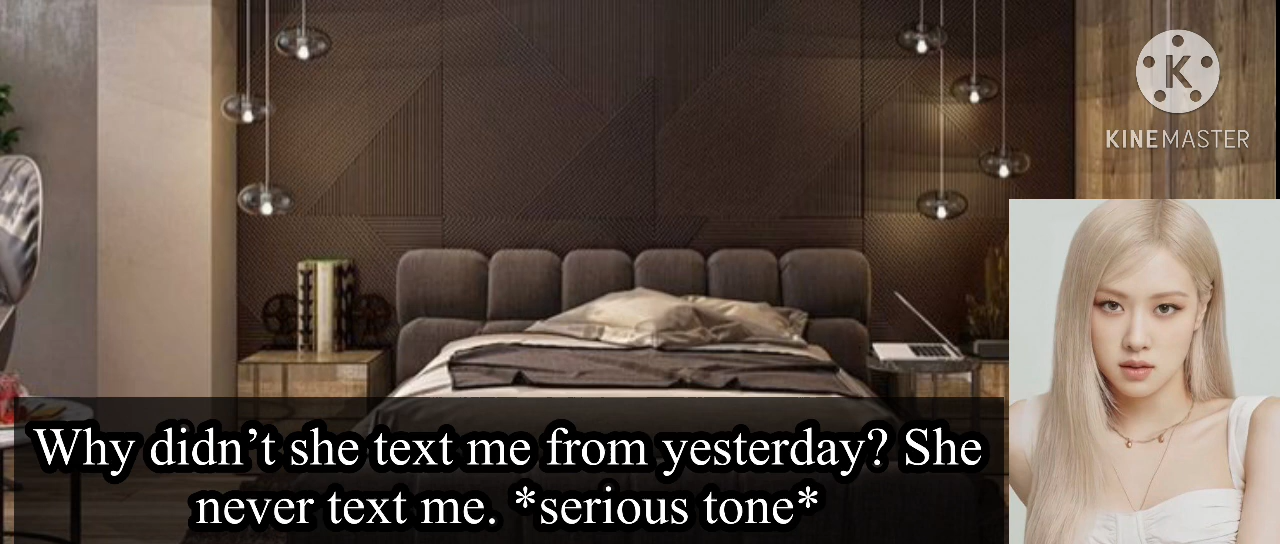 K
KINEMASTER
Why didn’t she text me from yesterday? She
never text me. *serious tone*